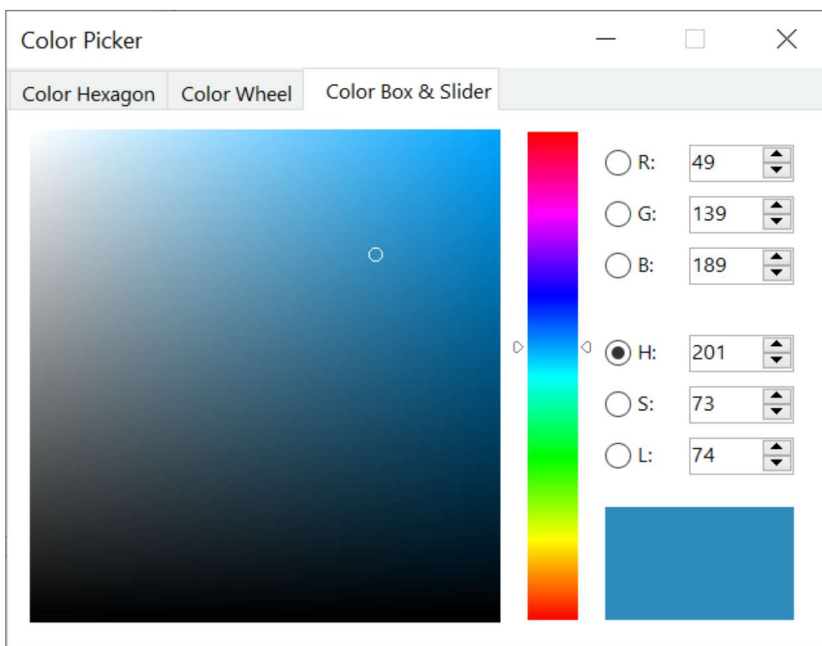 Color Picker
Color Hexagon Color Wheel Color Box & Slider
R: 49
G: 139
B: 189
H: 201
S: 73
L: 74